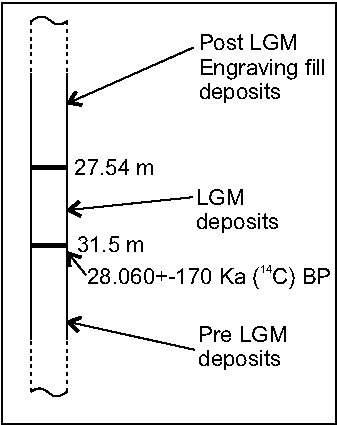 Post LGM
Engraving fill
deposits
27.54 m
LGM
deposits
31.5 m
28.060+-170 Ka (¹⁴C) BP
Pre LGM
deposits